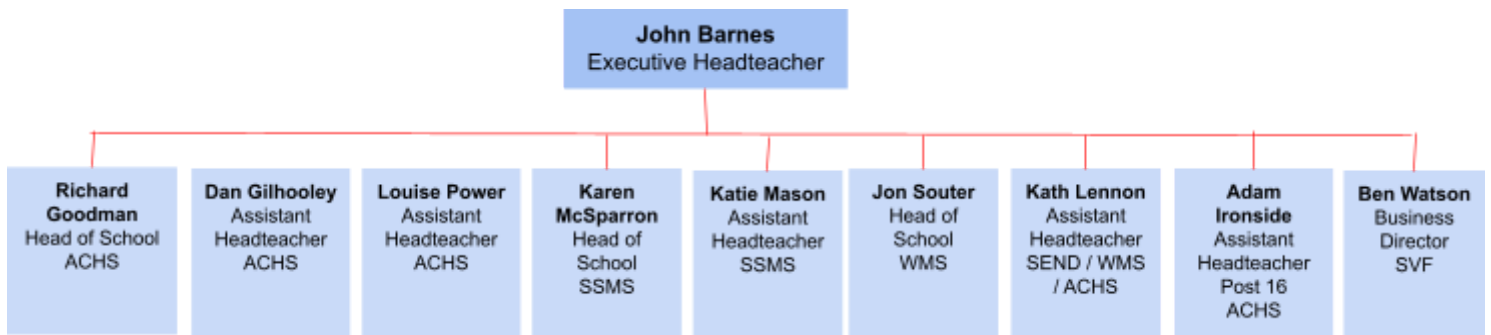 John Barnes
Executive Headteacher
Richard
Goodman
Head of School
ACHS
Dan Gilhooley
Assistant
Headteacher
ACHS
Louise Power
Assistant
Headteacher
ACHS
Karen
McSparron
Head of
School
SSMS
Katie Mason
Assistant
Headteacher
SSMS
Jon Souter
Head of
School
WMS
Kath Lennon
Assistant
Headteacher
SEND / WMS
/ ACHS
Adam
Ironside
Assistant
Headteacher
Post 16
ACHS
Ben Watson
Business
Director
SVF